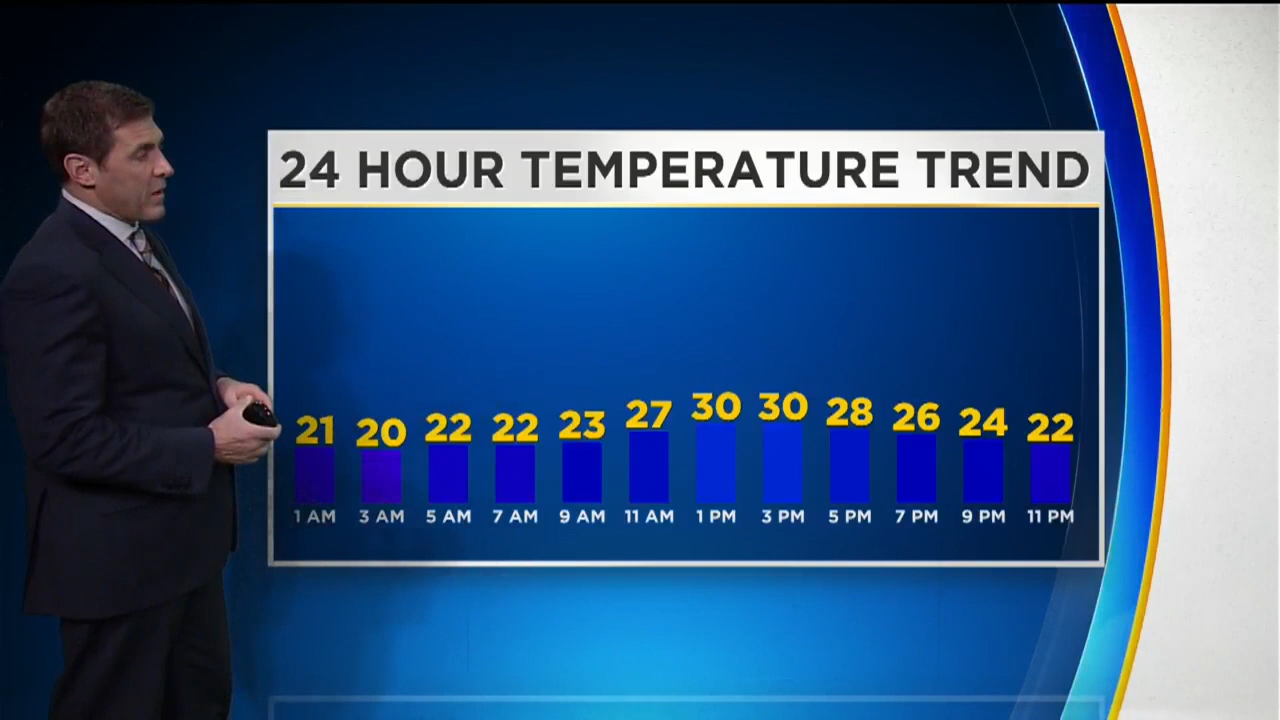 24 HOUR TEMPERATURE TREND
21 20 22 22 23 27 30 30 28 26 24 22
1 AM 3 AM 5 AM 7 AM 9 AM 11 AM 1 PM 3 PM 5 PM 7 PM 9 PM 11 PM